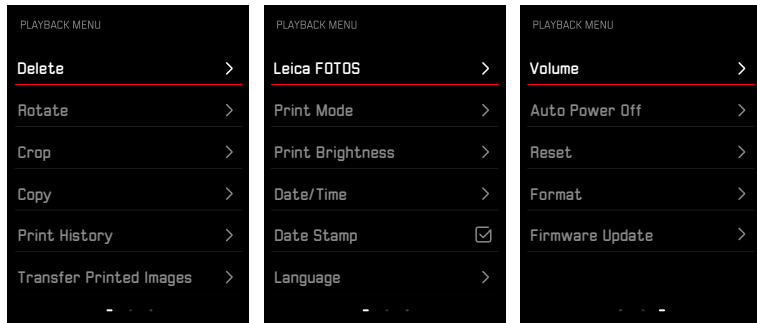 PLAYBACK MENU
Delete
Rotate
Crop
Copy
Print History
Transfer Printed Images
PLAYBACK MENU
Leica FOTOS
Print Mode
Print Brightness
Date/Time
Date Stamp
Language
PLAYBACK MENU
Volume
Auto Power Off
Reset
Format
Firmware Update